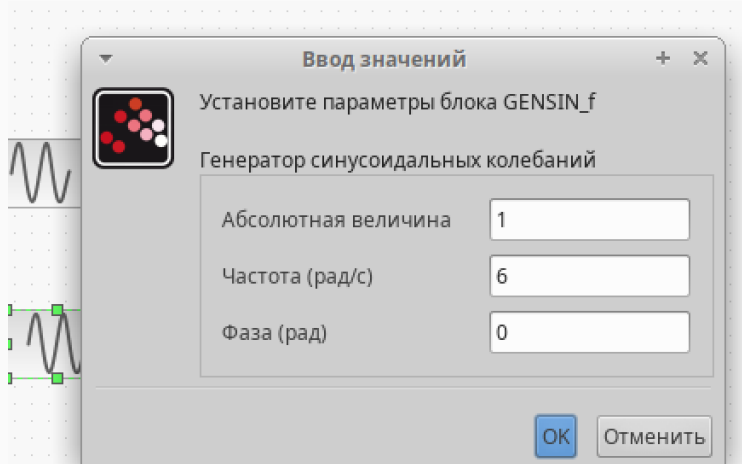 Ввод значений
Установите параметры блока GENSIN_f
Генератор синусоидальных колебаний
Абсолютная величина 1
Частота (рад/с) 6
Фаза (рад) 0
OK Отменить